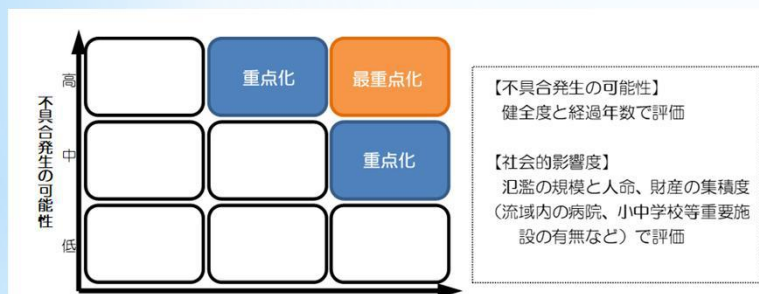 高
重点化
最重点化
不具合発生の可能性
中
重点化
低
【不具合発生の可能性】
健全度と経過年数で評価
【社会的影響度】
氾濫の規模と人命、財産の集積度
（流域内の病院、小中学校等重要施
設の有無など）で評価